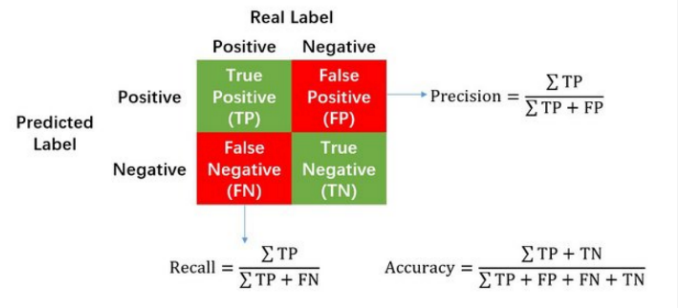 Real Label
Positive Negative
Predicted Label
Positive
True Positive (TP)
False Positive (FP)
Precision = ∑ TP / ∑ TP + FP
Negative
False Negative (FN)
True Negative (TN)
Recall = ∑ TP / ∑ TP + FN
Accuracy = ∑ TP + TN / ∑ TP + FP + FN + TN